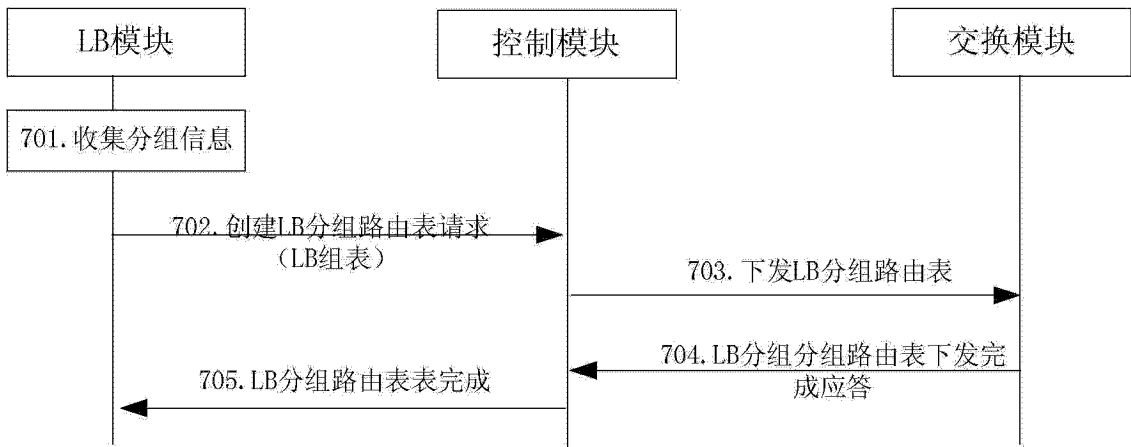 LB模块
控制模块
交换模块
701.收集分组信息
702.创建LB分组路由表请求
（LB组表）
703.下发LB分组路由表
704.LB分组分组路由表下发完
成应答
705.LB分组路由表表完成